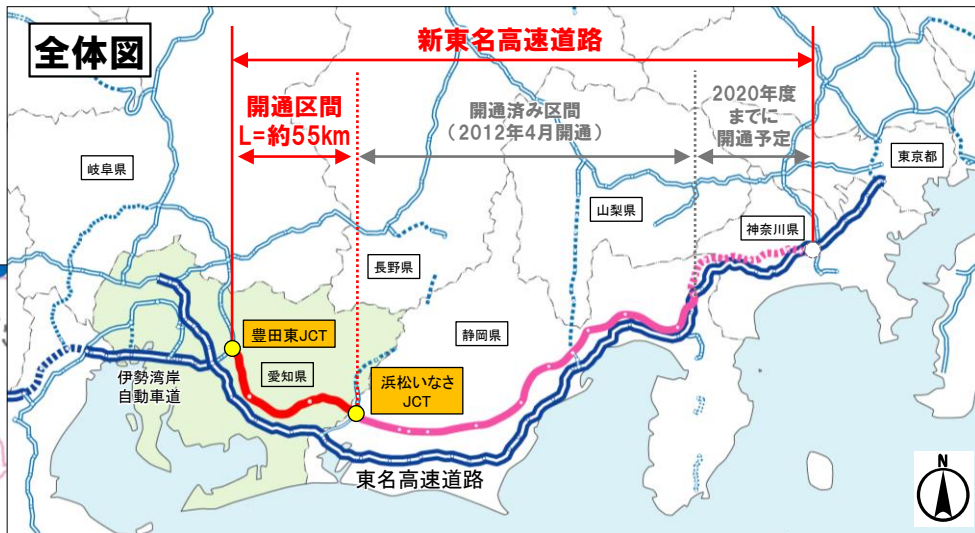 全体図
新東名高速道路
開通区間
L=約55km
開通済み区間
（2012年4月開通）
2020年度
までに
開通予定
東京都
岐阜県
山梨県
神奈川県
長野県
静岡県
豊田東JCT
愛知県
浜松いなさ
JCT
伊勢湾岸
自動車道
東名高速道路
N